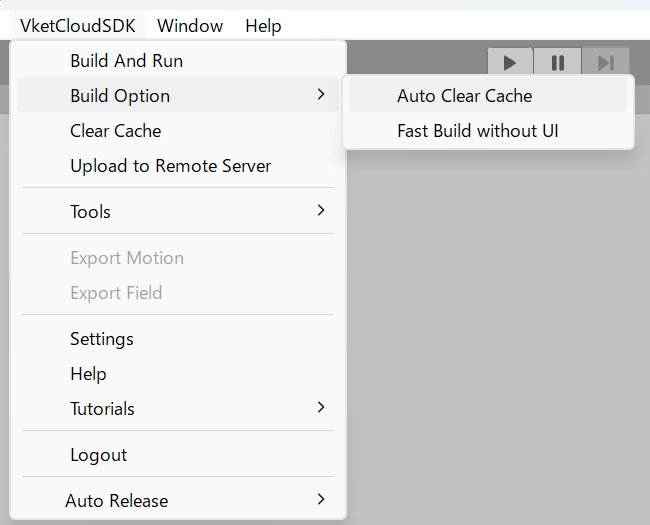 VketCloudSDK Window Help
Build And Run
Build Option
Auto Clear Cache
Clear Cache
Fast Build without UI
Upload to Remote Server
Tools
Export Motion
Export Field
Settings
Help
Tutorials
Logout
Auto Release